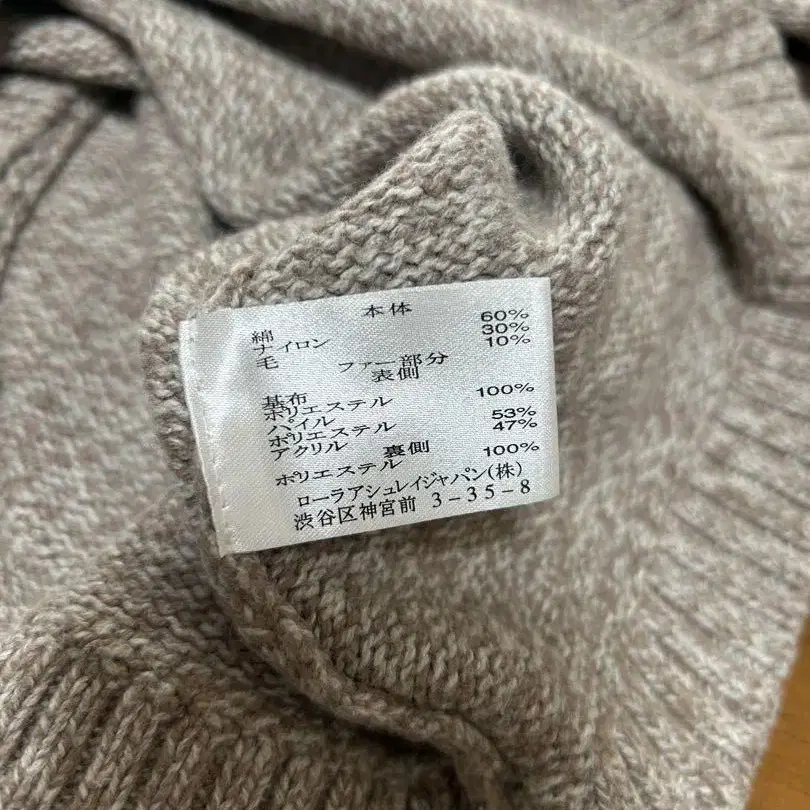 本体
綿 60%
ナイロン 30%
毛 10%
ファー部分
表側
基布
ポリエステル 100%
パイル
ポリエステル 53%
アクリル 47%
裏側
ポリエステル 100%
ローラアシュレイジャパン(株)
渋谷区神宮前 3-35-8